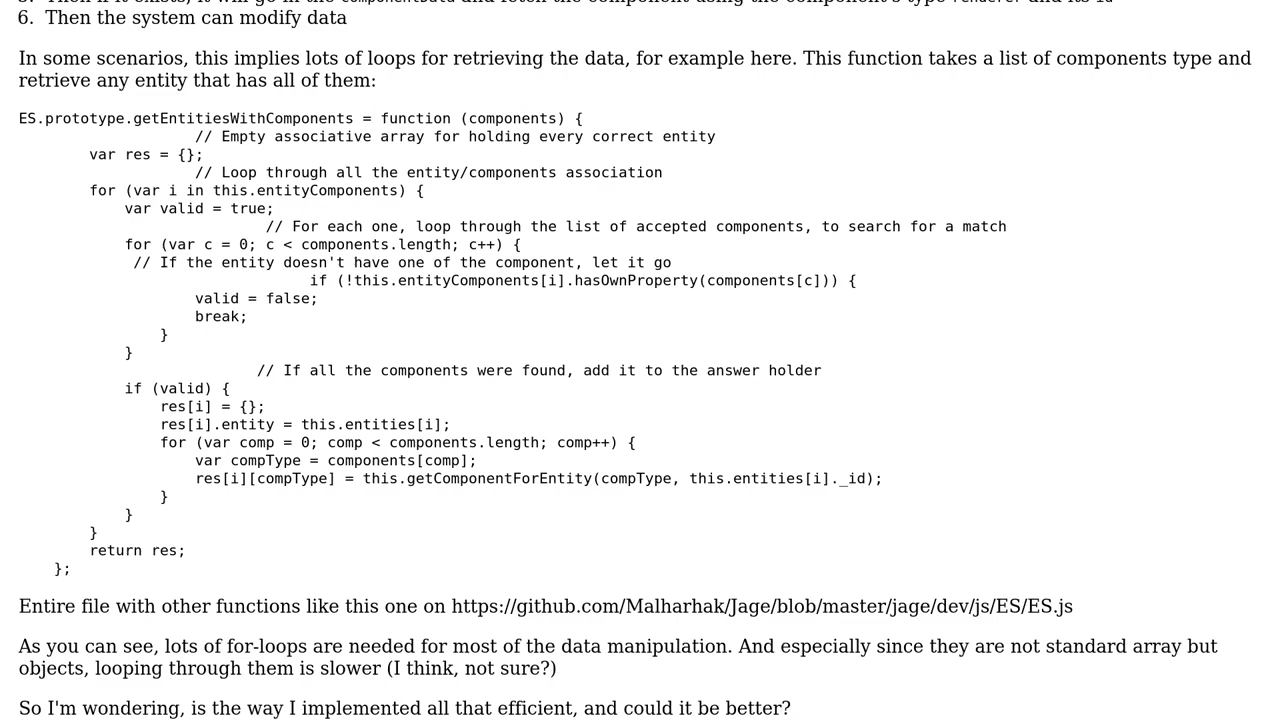 6. Then the system can modify data
In some scenarios, this implies lots of loops for retrieving the data, for example here. This function takes a list of components type and
retrieve any entity that has all of them:
ES.prototype.getEntitiesWithComponents = function (components) {
// Empty associative array for holding every correct entity
var res = {};
// Loop through all the entity/components association
for (var i in this.entityComponents) {
var valid = true;
// For each one, loop through the list of accepted components, to search for a match
for (var c = 0; c < components.length; c++) {
// If the entity doesn't have one of the component, let it go
if (!this.entityComponents[i].hasOwnProperty(components[c])) {
valid = false;
break;
}
}
// If all the components were found, add it to the answer holder
if (valid) {
res[i] = {};
res[i].entity = this.entities[i];
for (var comp = 0; comp < components.length; comp++) {
var compType = components[comp];
res[i][compType] = this.getComponentForEntity(compType, this.entities[i]._id);
}
}
}
return res;
};
Entire file with other functions like this one on https://github.com/Malharhak/Jage/blob/master/jage/dev/js/ES/ES.js
As you can see, lots of for-loops are needed for most of the data manipulation. And especially since they are not standard array but
objects, looping through them is slower (I think, not sure?)
So I'm wondering, is the way I implemented all that efficient, and could it be better?